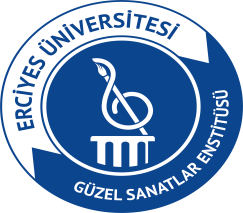 ERCİYES ÜNİVERSİTESİ
GÜZEL SANATLAR ENSTİTÜSÜ